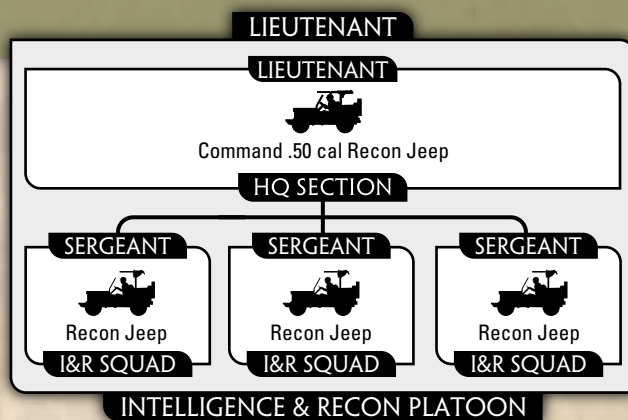 LIEUTENANT
LIEUTENANT
Command .50 cal Recon Jeep
HQ SECTION
SERGEANT SERGEANT SERGEANT
Recon Jeep Recon Jeep Recon Jeep
I&R SQUAD I&R SQUAD I&R SQUAD
INTELLIGENCE & RECON PLATOON